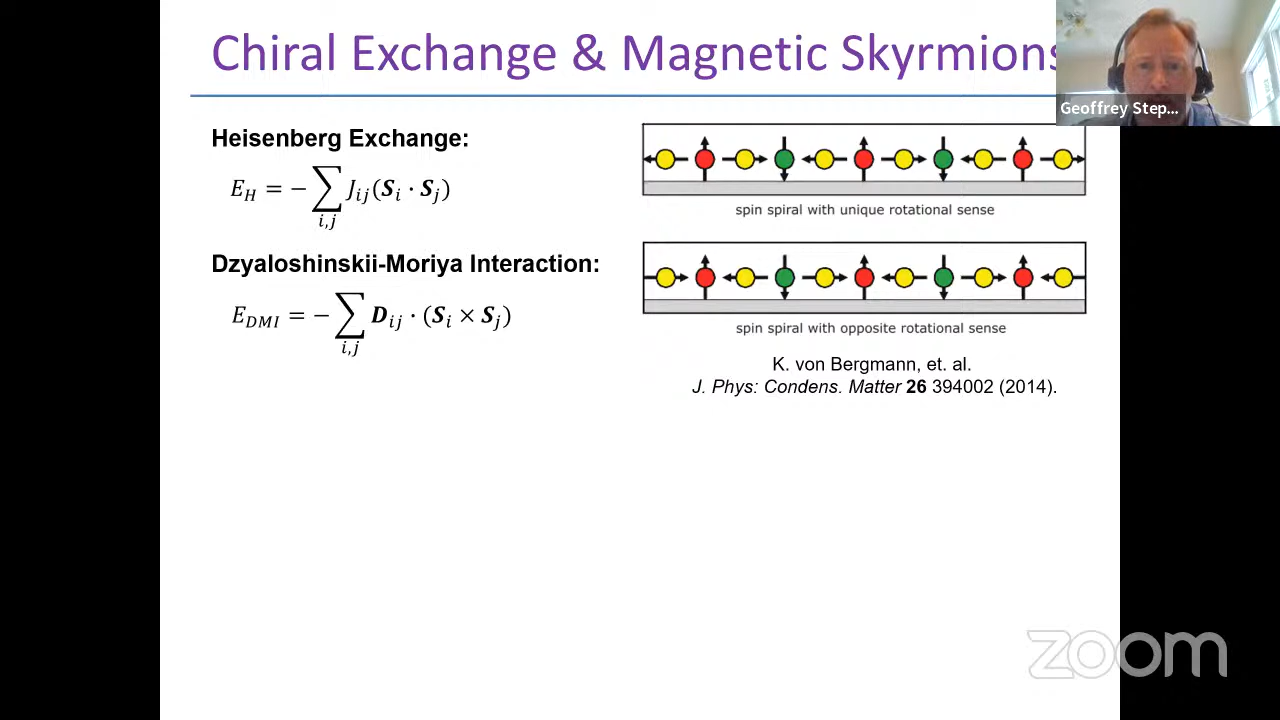 Chiral Exchange & Magnetic Skyrmions
Geoffrey Step...
Heisenberg Exchange:
E_H = − ∑_{i,j} J_{ij}(S_i · S_j)
Dzyaloshinskii-Moriya Interaction:
E_{DMI} = − ∑_{i,j} D_{ij} · (S_i × S_j)
spin spiral with unique rotational sense
spin spiral with opposite rotational sense
K. von Bergmann, et. al.
J. Phys: Condens. Matter 26 394002 (2014).
zoom